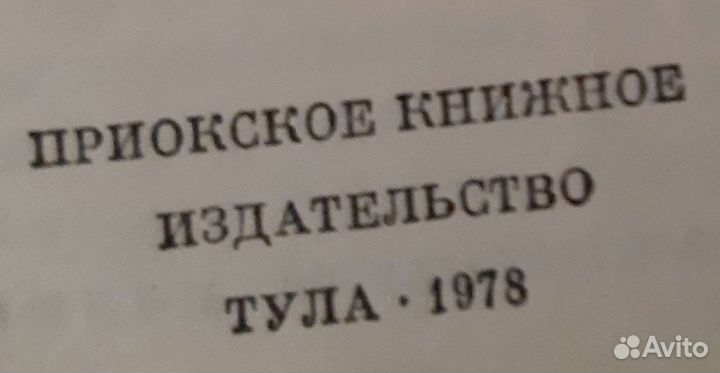 ПРИОКСКОЕ КНИЖНОЕ
ИЗДАТЕЛЬСТВО
ТУЛА · 1978
Avito